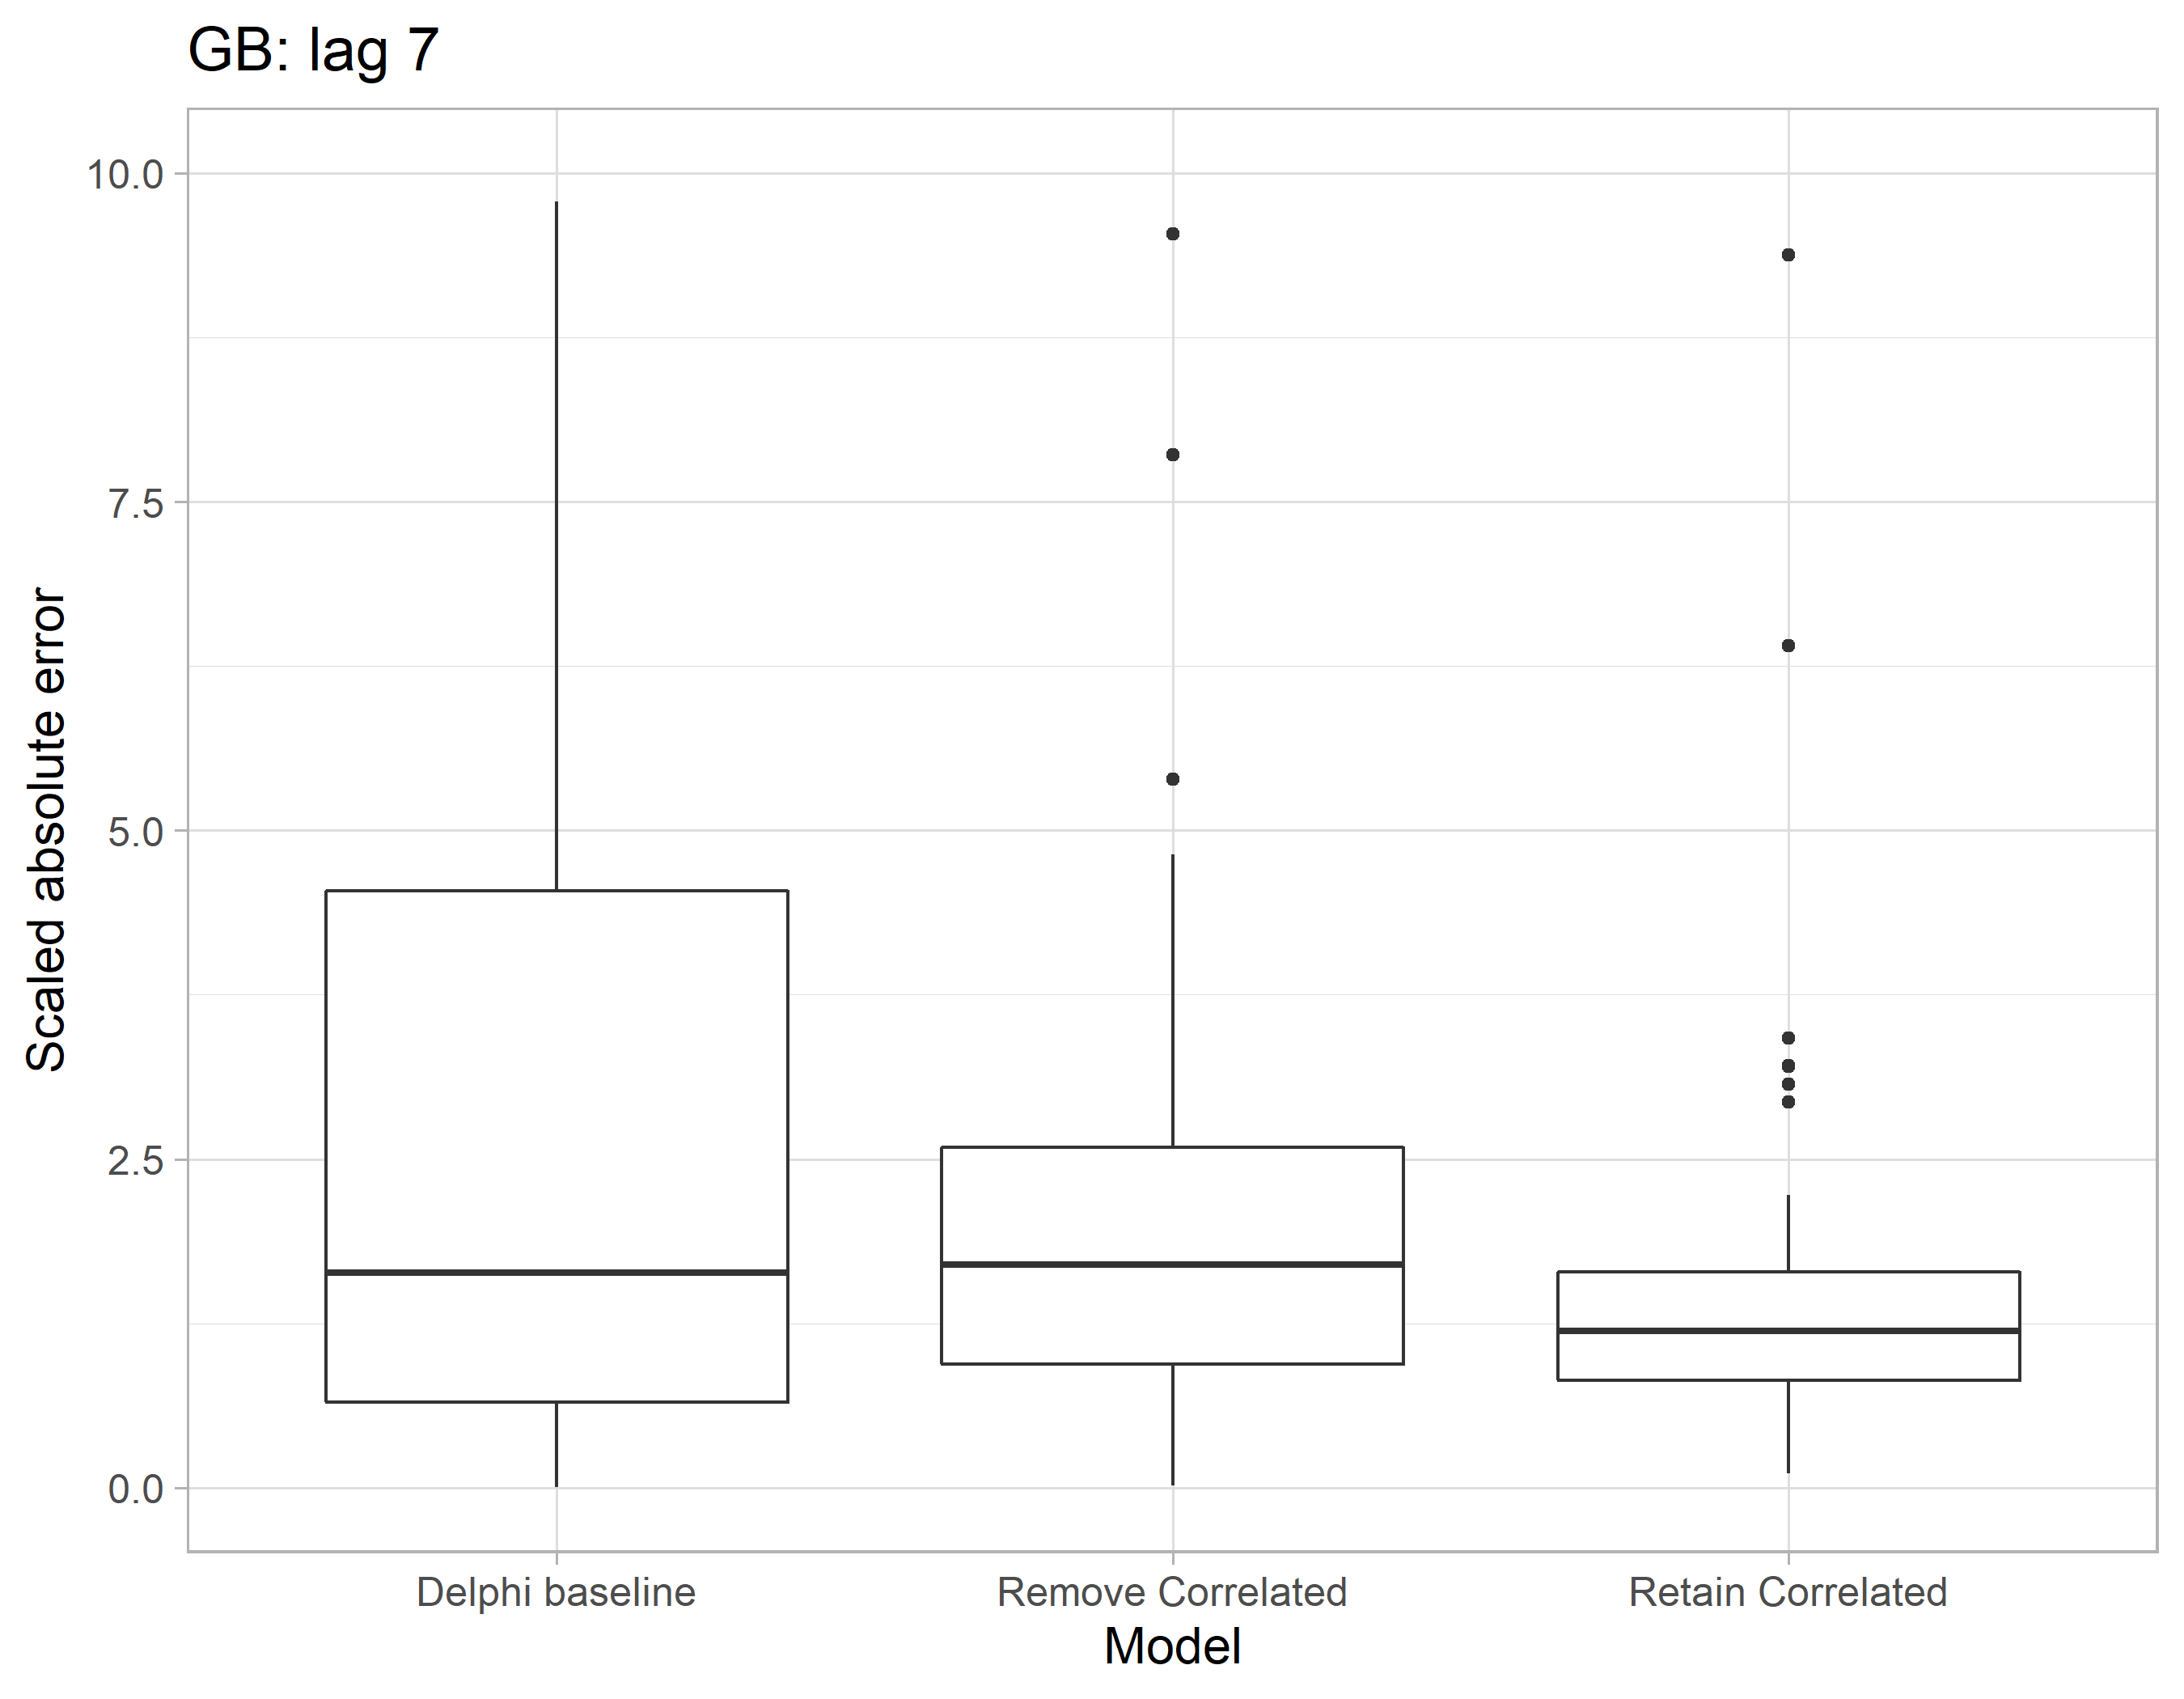 GB: lag 7
Scaled absolute error
10.0
7.5
5.0
2.5
0.0
Delphi baseline
Remove Correlated
Retain Correlated
Model